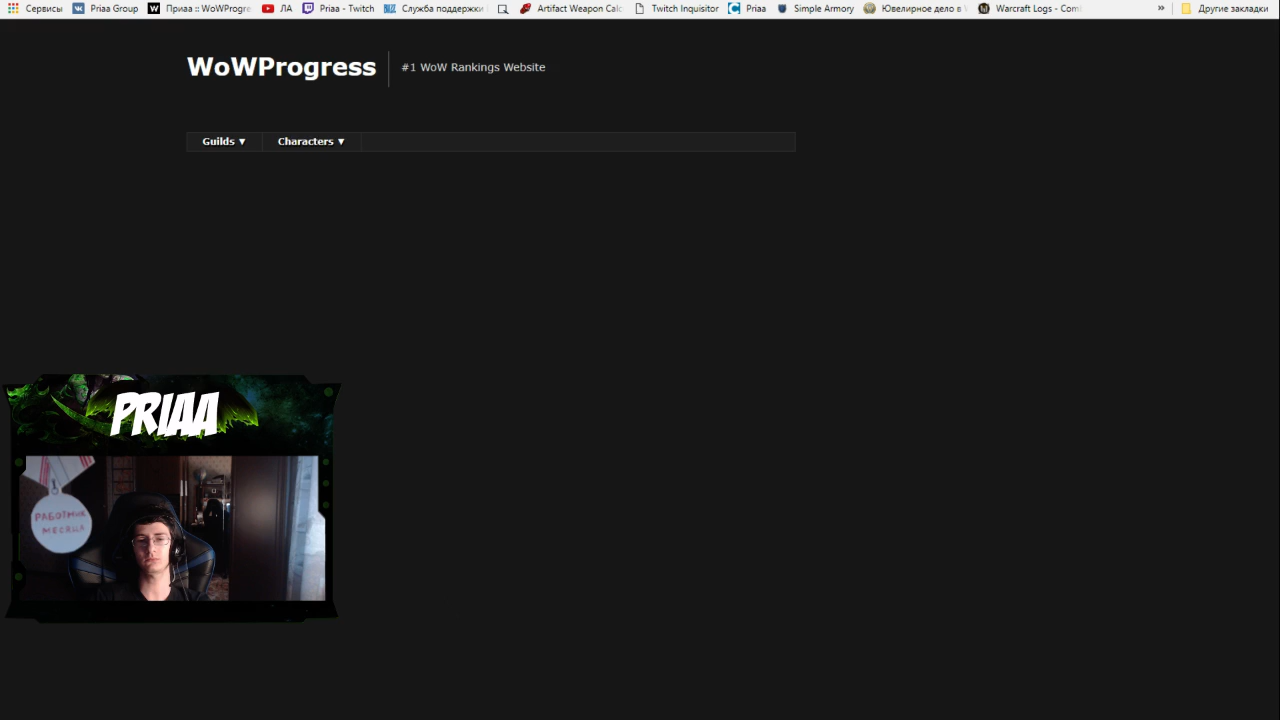 Сервисы Priaa Group Приаа :: WoWProgre ЛА Priaa - Twitch Служба поддержки Artifact Weapon Calc Twitch Inquisitor Priaa Simple Armory Ювелирное дело в Warcraft Logs - Com » Другие закладки
WoWProgress #1 WoW Rankings Website
Guilds ▼ Characters ▼
PRIAA
РАБОТНИК
МЕСЯЦА